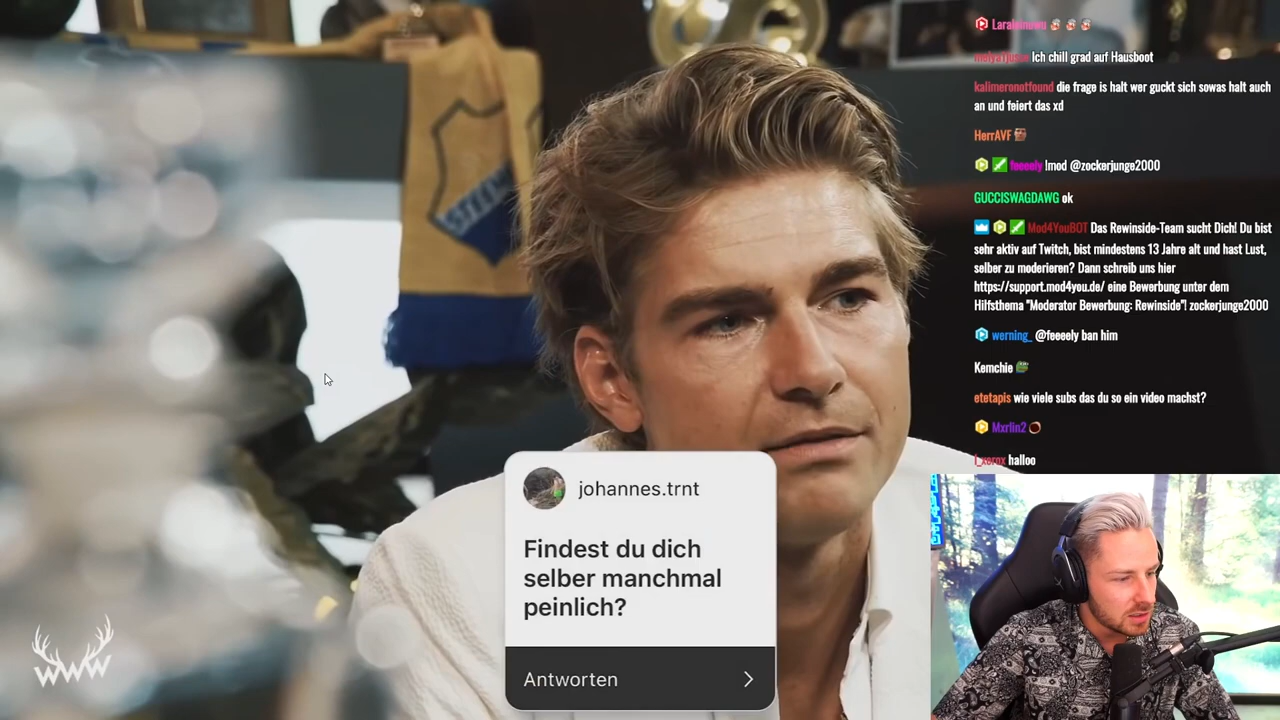 Ich chill grad auf Hausboot
kalimeronotfound die frage is halt wer guckt sich sowas halt auch
an und feiert das xd
HerrAVF
feeeely !mod @zockerjunge2000
GUCCISWAGDAWG ok
Mod4YouBOT Das Rewinside-Team sucht Dich! Du bist
sehr aktiv auf Twitch, bist mindestens 13 Jahre alt und hast Lust,
selber zu moderieren? Dann schreib uns hier
https://support.mod4you.de/ eine Bewerbung unter dem
Hilfsthema "Moderator Bewerbung: Rewinside"! zockerjunge2000
werning_ @feeeely ban him
Kemchie
etetapis wie viele subs das du so ein video machst?
Mxrlin2
halloo
johannes.trnt
Findest du dich
selber manchmal
peinlich?
Antworten
WWW